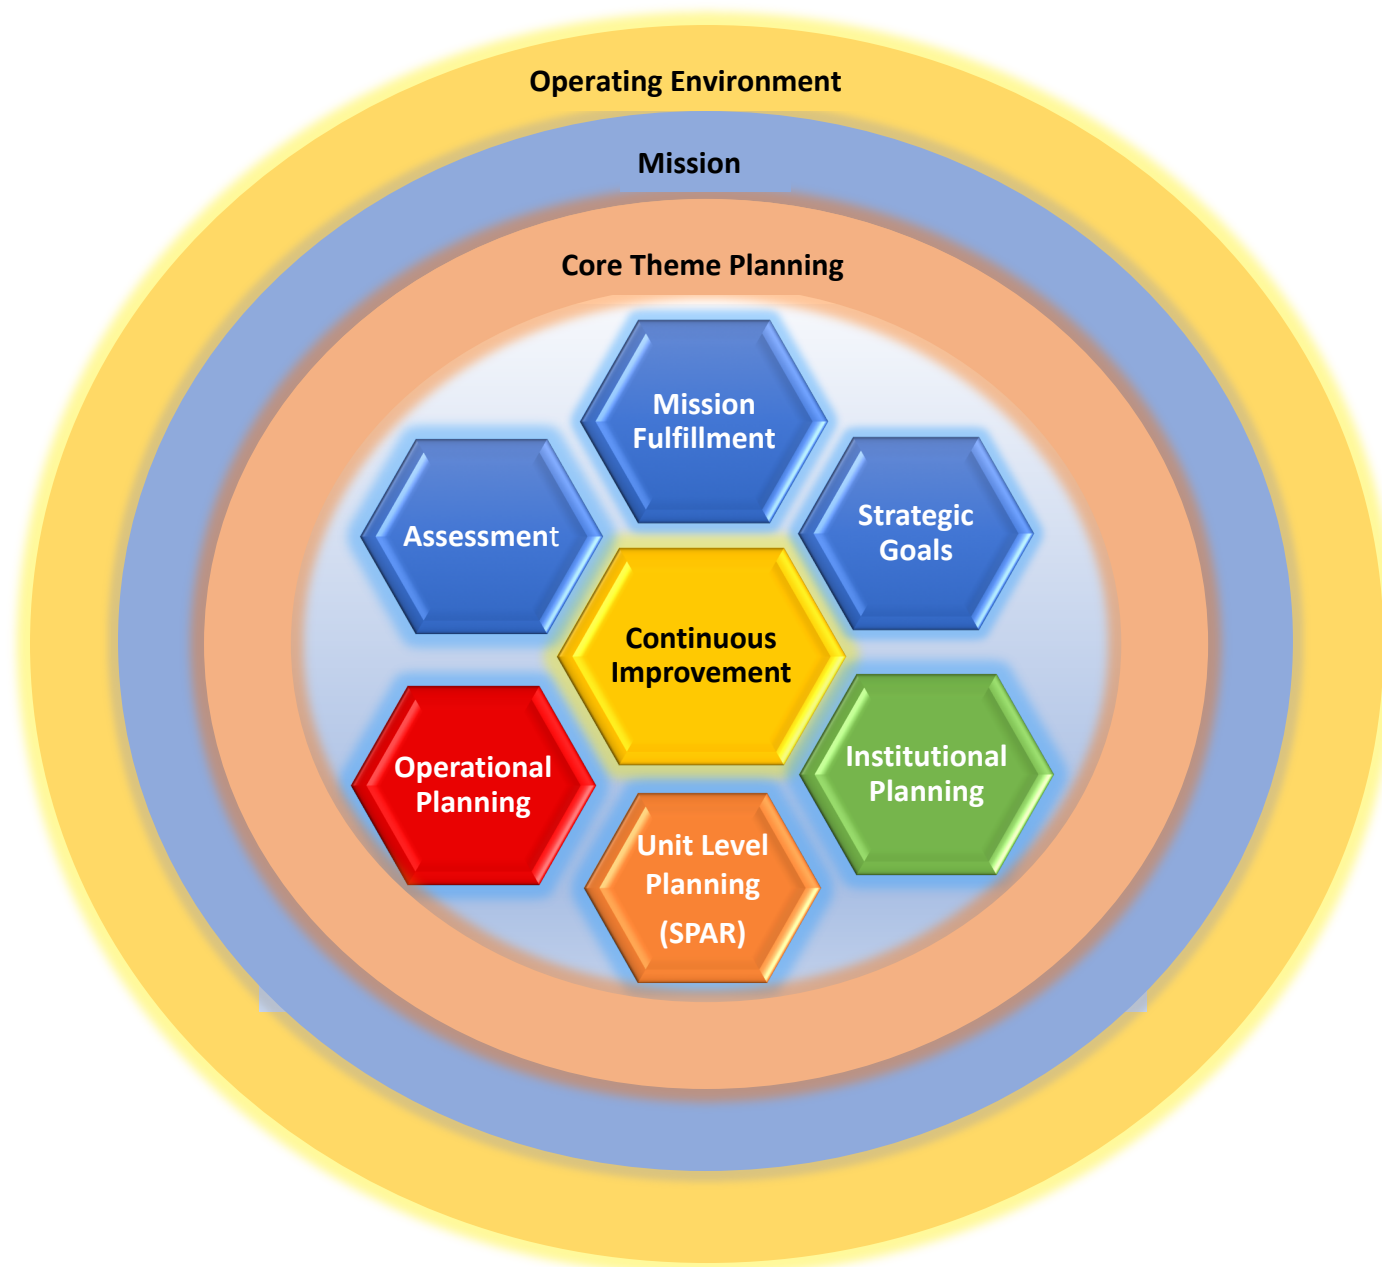 Operating Environment
Mission
Core Theme Planning
Mission
Fulfillment
Assessment
Strategic
Goals
Continuous
Improvement
Operational
Planning
Institutional
Planning
Unit Level
Planning
(SPAR)